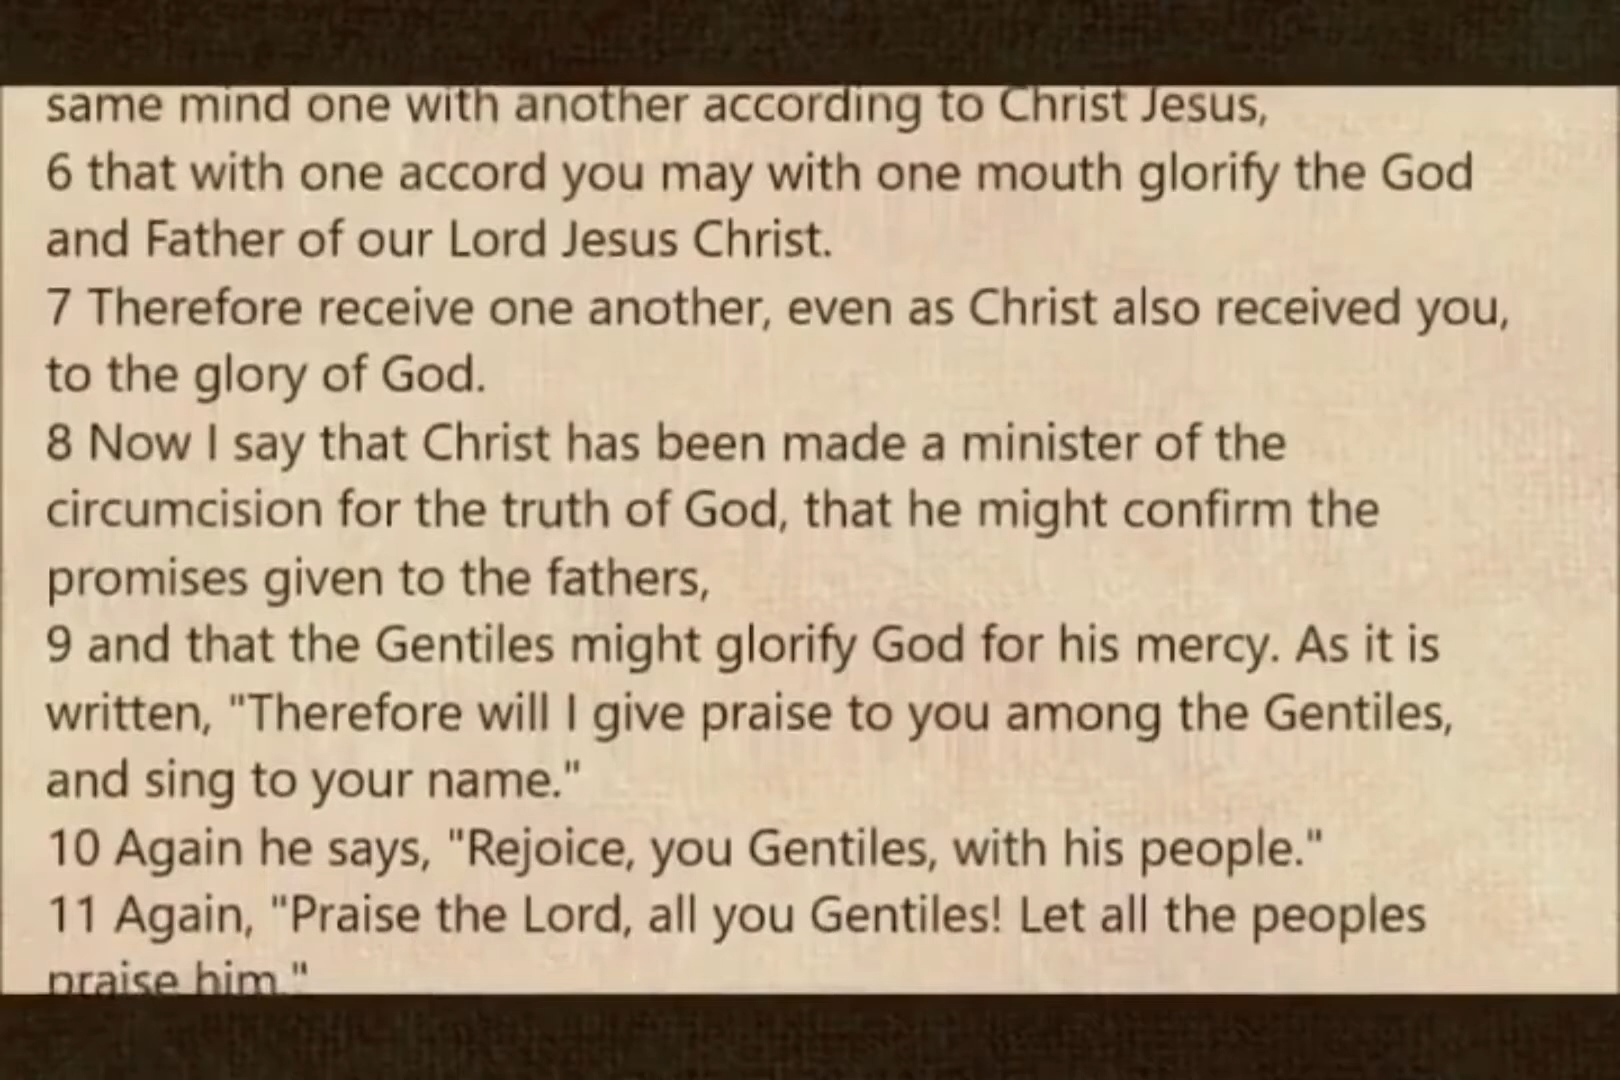 same mind one with another according to Christ Jesus,
6 that with one accord you may with one mouth glorify the God
and Father of our Lord Jesus Christ.
7 Therefore receive one another, even as Christ also received you,
to the glory of God.
8 Now I say that Christ has been made a minister of the
circumcision for the truth of God, that he might confirm the
promises given to the fathers,
9 and that the Gentiles might glorify God for his mercy. As it is
written, "Therefore will I give praise to you among the Gentiles,
and sing to your name."
10 Again he says, "Rejoice, you Gentiles, with his people."
11 Again, "Praise the Lord, all you Gentiles! Let all the peoples
praise him."